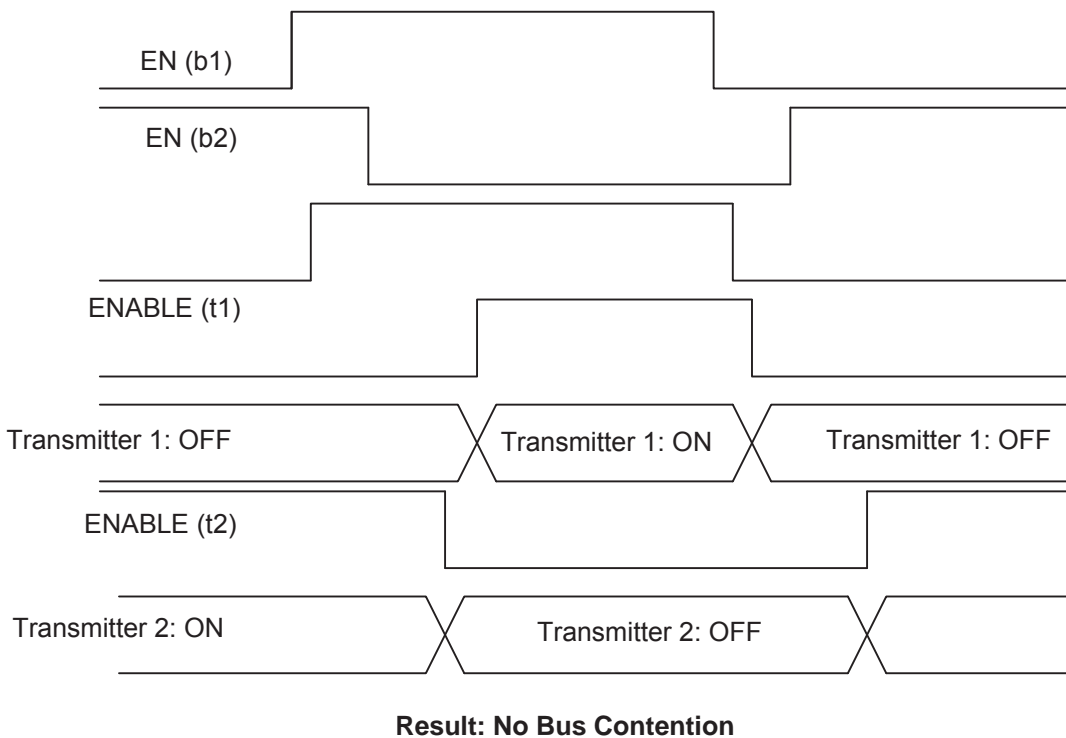 EN (b1)
EN (b2)
ENABLE (t1)
Transmitter 1: OFF
Transmitter 1: ON
Transmitter 1: OFF
ENABLE (t2)
Transmitter 2: ON
Transmitter 2: OFF
Result: No Bus Contention